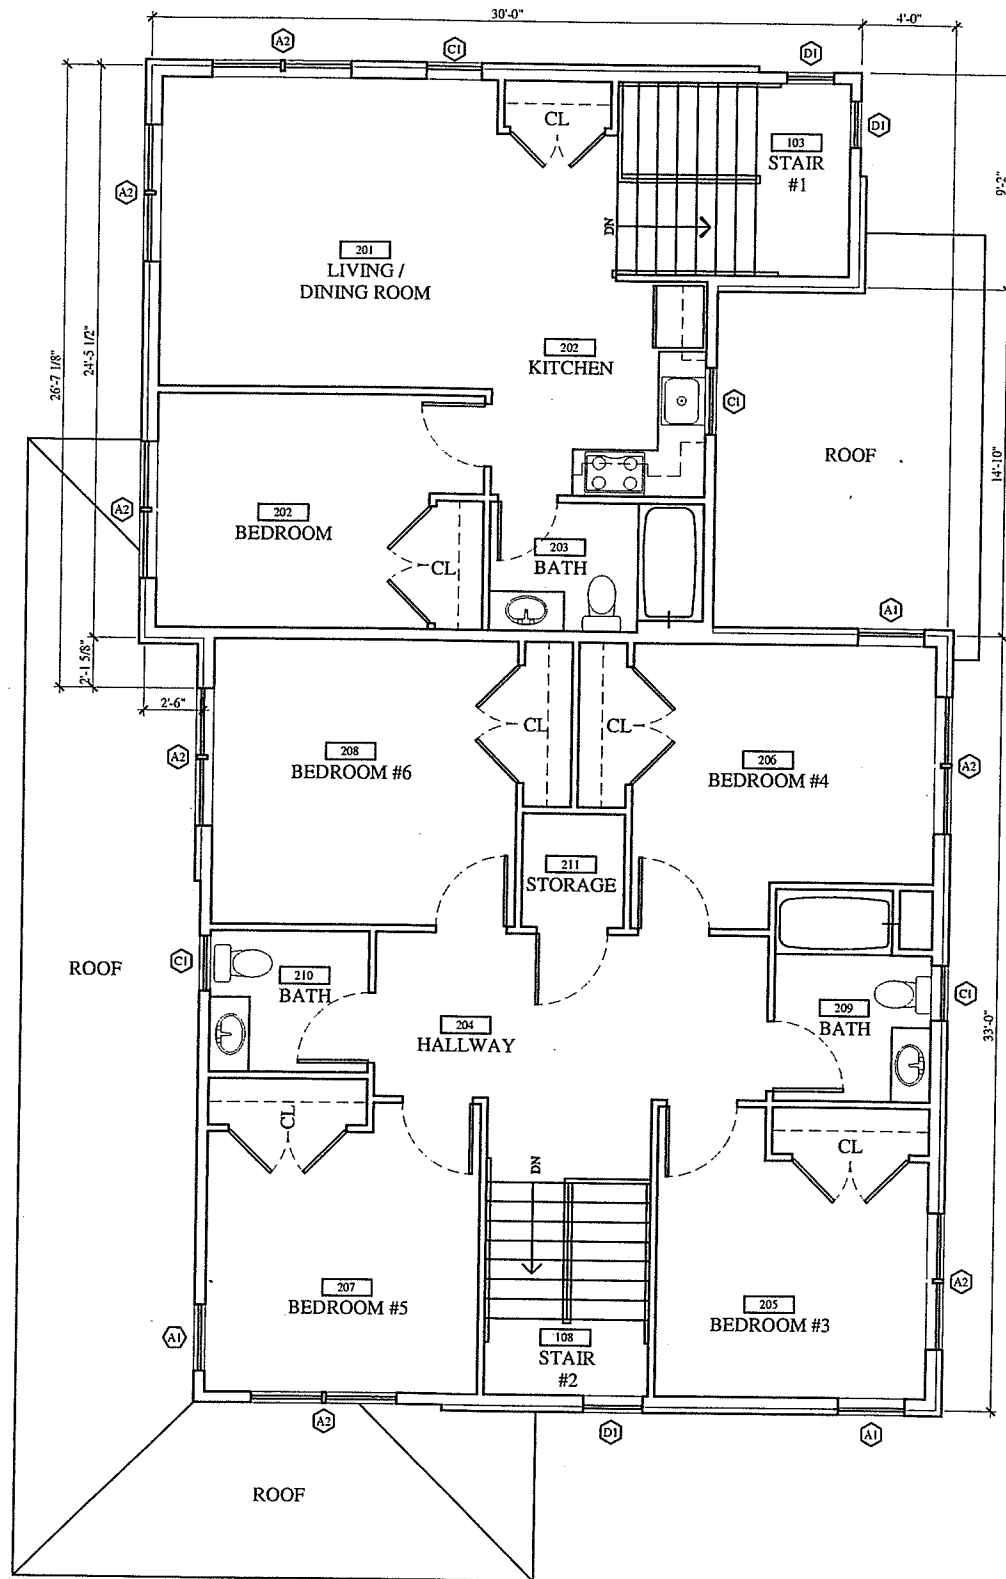 30'-0"
4'-0"
A2
C1
D1
CL
103
STAIR
#1
D1
9'-2"
A2
DN
201
LIVING /
DINING ROOM
26'-7 1/8"
24'-5 1/2"
202
KITCHEN
C1
ROOF
14'-10"
A2
202
BEDROOM
CL
203
BATH
A1
2'-1 5/8"
2'-6"
A2
208
BEDROOM #6
CL
CL
206
BEDROOM #4
A2
211
STORAGE
ROOF
C1
210
BATH
204
HALLWAY
209
BATH
C1
33'-0"
CL
DN
CL
207
BEDROOM #5
205
BEDROOM #3
A2
A1
108
STAIR
#2
A2
D1
A1
ROOF